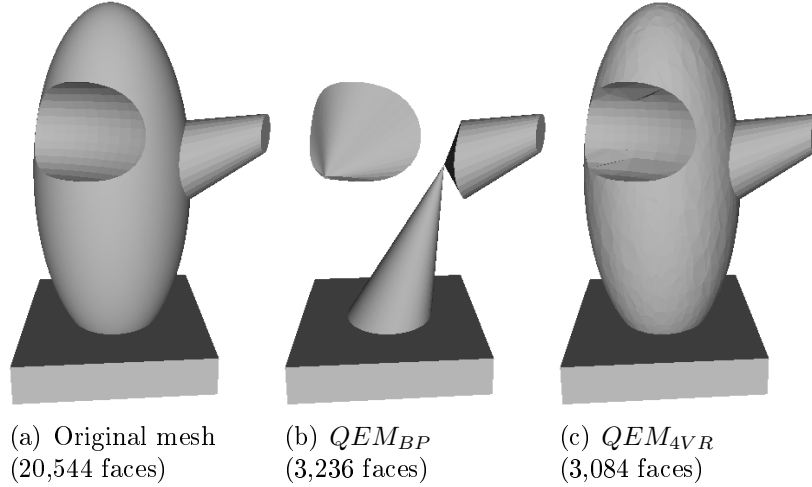 (a) Original mesh
(20,544 faces)
(b) QEM_BP
(3,236 faces)
(c) QEM_4VR
(3,084 faces)